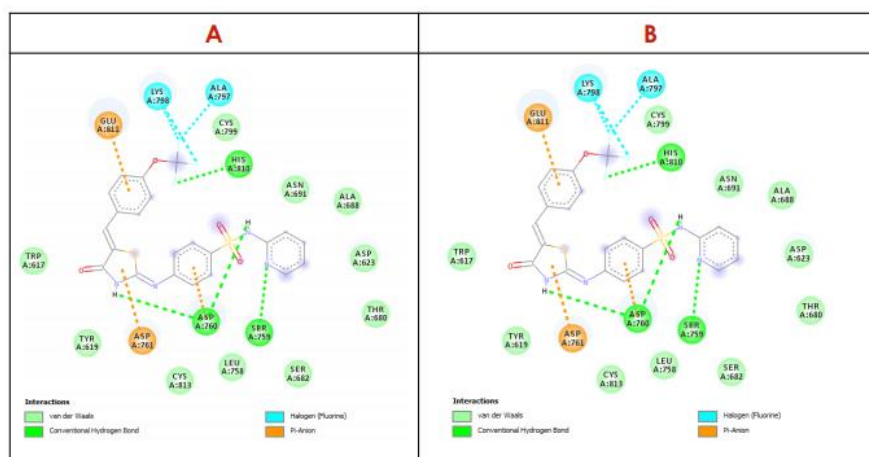 A
B
LYS
A:798
ALA
A:797
GLU
A:811
CYS
A:799
HIS
A:810
O
ASN
A:691
ALA
A:688
H
O
N
TRP
A:617
S
ASP
A:623
O
N
O
N
N
H
THR
A:680
ASP
A:760
SER
A:759
TYR
A:619
ASP
A:761
LEU
A:758
SER
A:682
CYS
A:813
Interactions
van der Waals
Conventional Hydrogen Bond
Halogen (Fluorine)
Pi-Anion
LYS
A:798
ALA
A:797
GLU
A:811
CYS
A:799
HIS
A:810
O
ASN
A:691
ALA
A:688
H
O
N
TRP
A:617
S
ASP
A:623
O
N
O
N
N
H
THR
A:680
ASP
A:760
SER
A:759
TYR
A:619
ASP
A:761
LEU
A:758
SER
A:682
CYS
A:813
Interactions
van der Waals
Conventional Hydrogen Bond
Halogen (Fluorine)
Pi-Anion